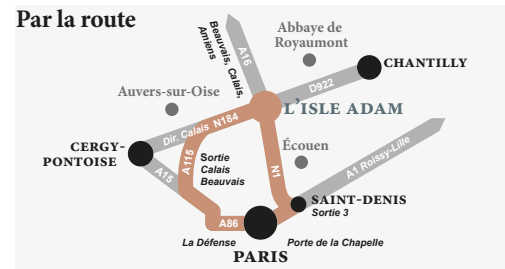 Par la route
Beauvais, Calais,
Amiens
A16
Abbaye de
Royaumont
CHANTILLY
D922
Auvers-sur-Oise
L'ISLE ADAM
Dir. Calais N184
CERGY-
PONTOISE
A115
Sortie
Calais
Beauvais
Écouen
N1
A1 Roissy-Lille
A15
SAINT-DENIS
Sortie 3
A86
La Défense
Porte de la Chapelle
PARIS